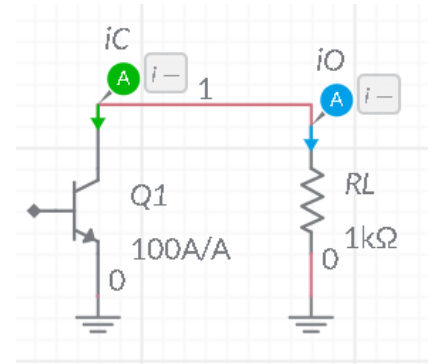 iC
A i –
iO
1
A i –
Q1
RL
100A/A
1kΩ
0
0